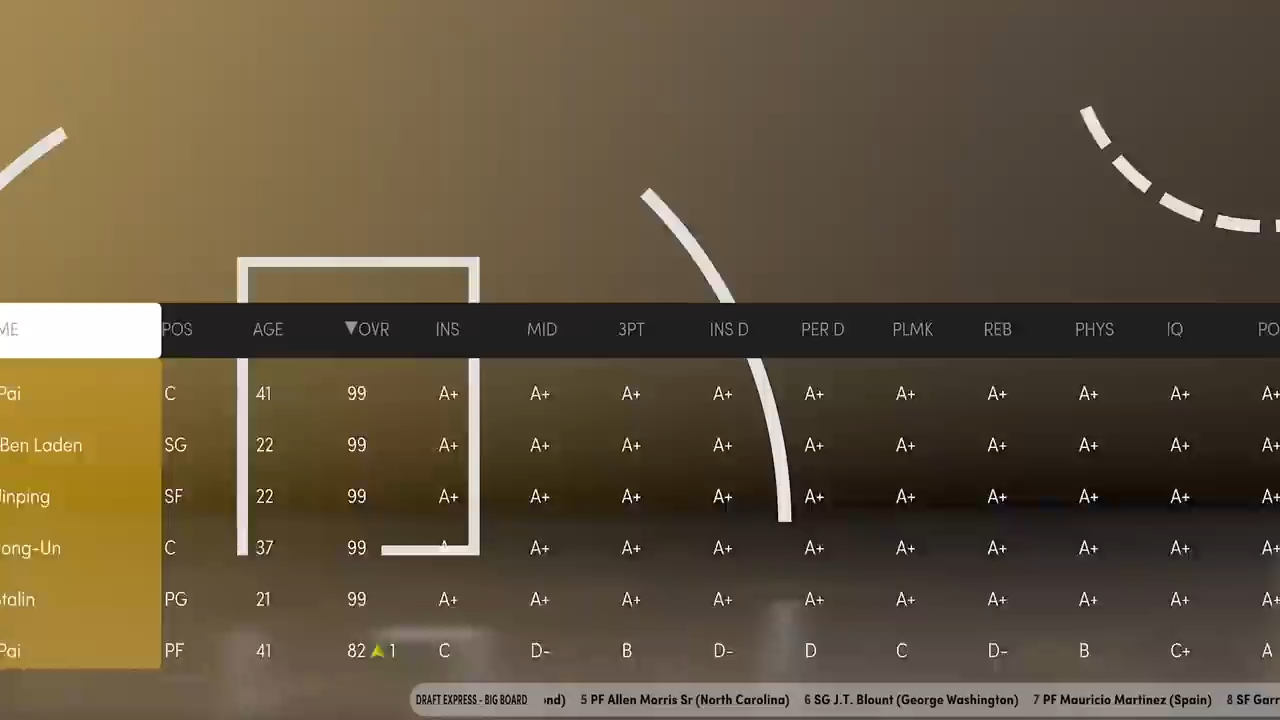 ME POS AGE ▼OVR INS MID 3PT INS D PER D PLMK REB PHYS IQ PO
Pai C 41 99 A+ A+ A+ A+ A+ A+ A+ A+ A+ A+
Ben Laden SG 22 99 A+ A+ A+ A+ A+ A+ A+ A+ A+ A+
Jinping SF 22 99 A+ A+ A+ A+ A+ A+ A+ A+ A+ A+
ong-Un C 37 99 A+ A+ A+ A+ A+ A+ A+ A+ A+ A+
Stalin PG 21 99 A+ A+ A+ A+ A+ A+ A+ A+ A+ A+
Pai PF 41 82 ▲ 1 C D- B D- D C D- B C+ A
DRAFT EXPRESS - BIG BOARD nd) 5 PF Allen Morris Sr (North Carolina) 6 SG J.T. Blount (George Washington) 7 PF Mauricio Martinez (Spain) 8 SF Gar